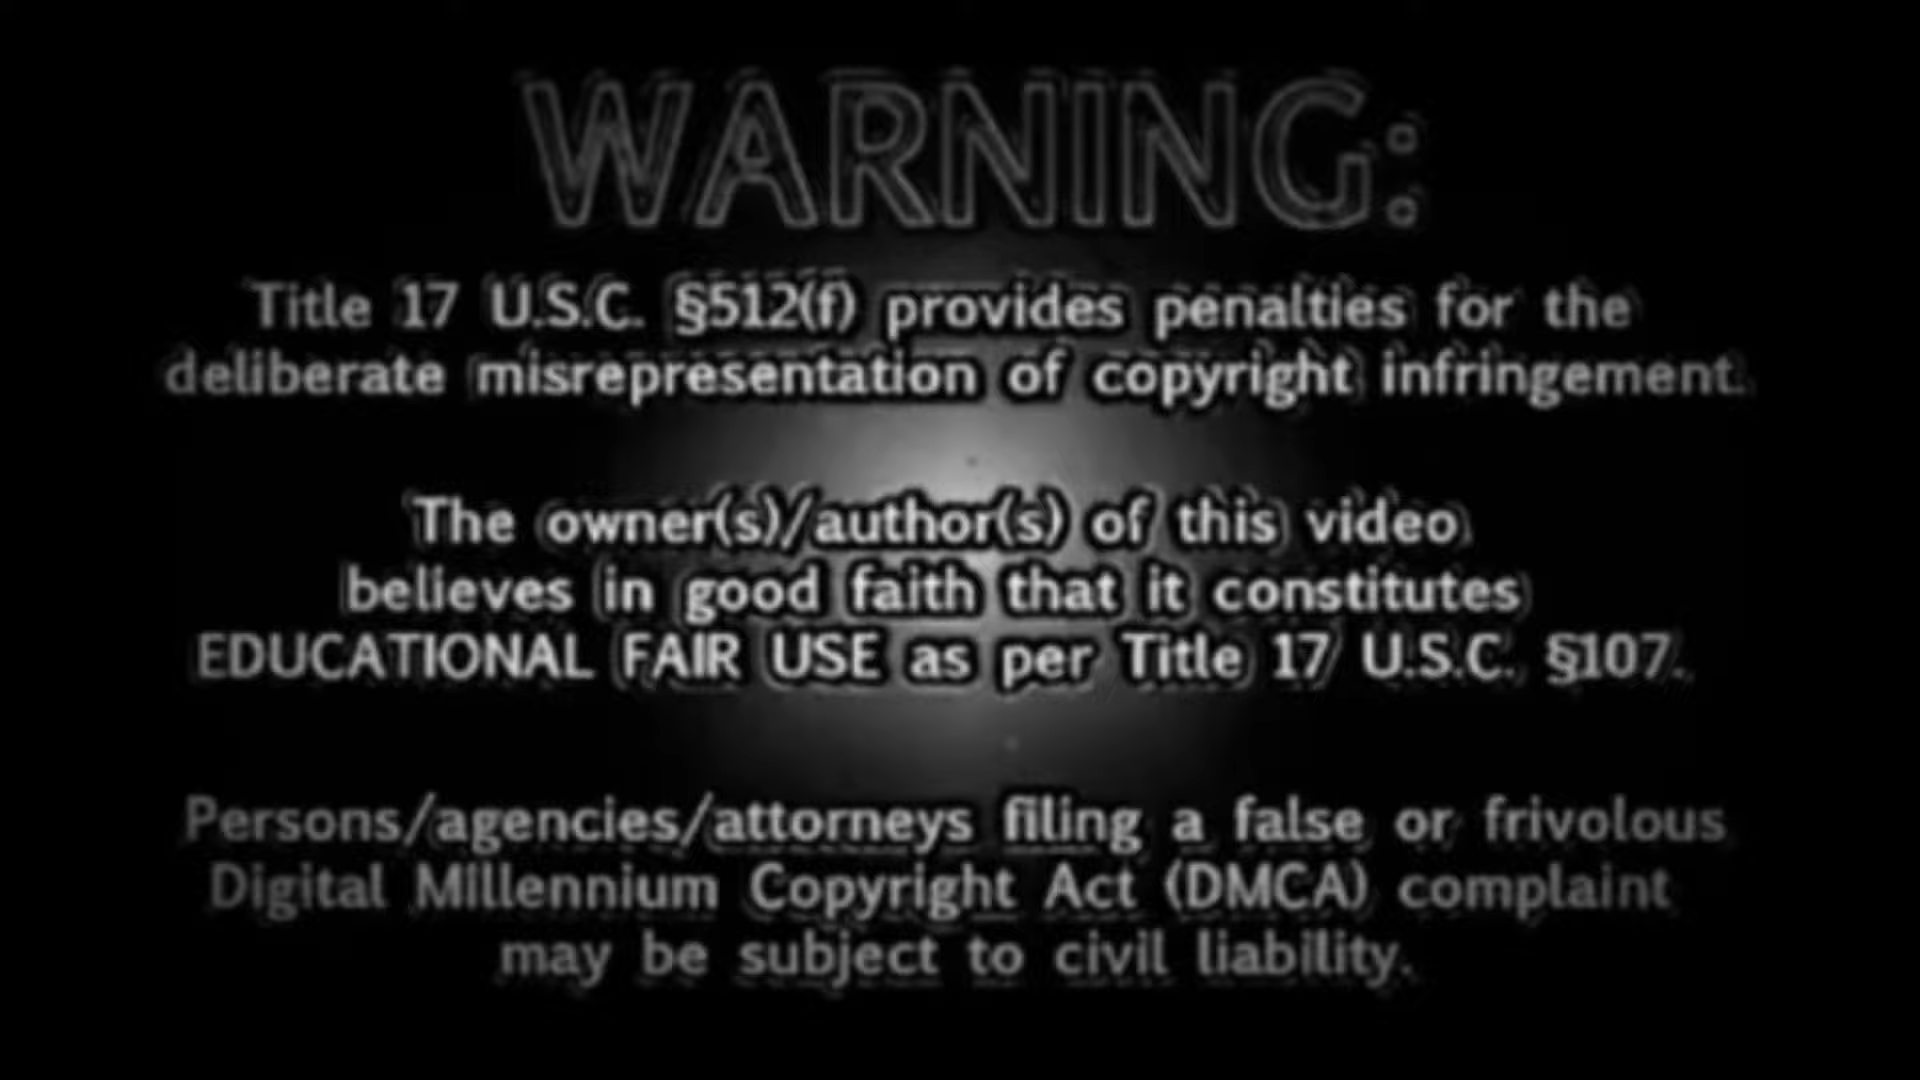 WARNING:
Title 17 U.S.C. §512(f) provides penalties for the
deliberate misrepresentation of copyright infringement.
The owner(s)/author(s) of this video
believes in good faith that it constitutes
EDUCATIONAL FAIR USE as per Title 17 U.S.C. §107.
Persons/agencies/attorneys filing a false or frivolous
Digital Millennium Copyright Act (DMCA) complaint
may be subject to civil liability.